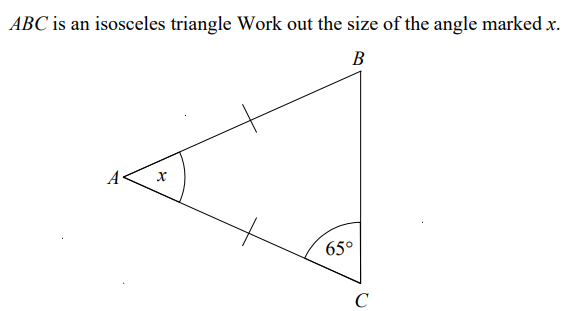 ABC is an isosceles triangle Work out the size of the angle marked x.
B
A
x
65°
C